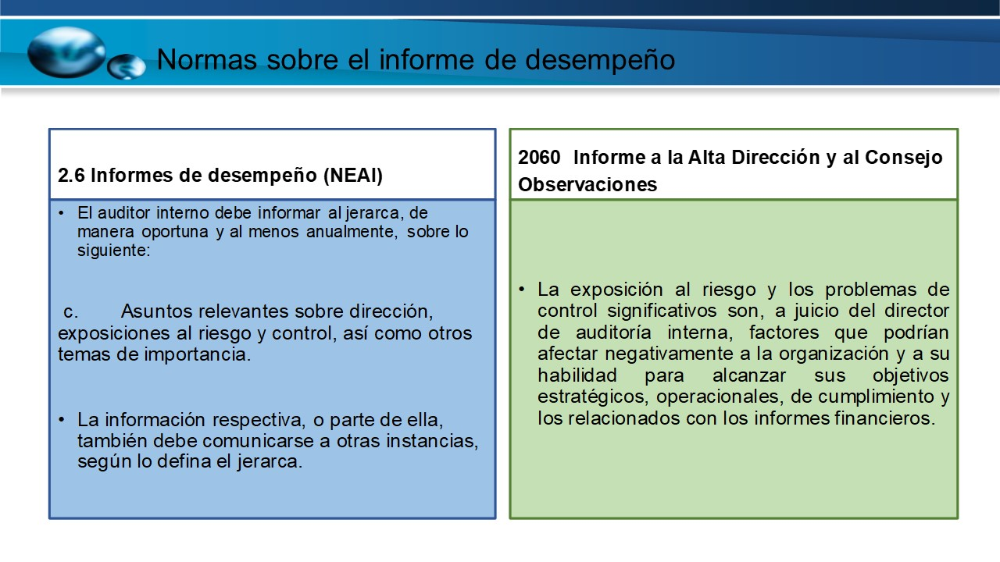 Normas sobre el informe de desempeño
2.6 Informes de desempeño (NEAI)
• El auditor interno debe informar al jerarca, de
manera oportuna y al menos anualmente, sobre lo
siguiente:
c. Asuntos relevantes sobre dirección,
exposiciones al riesgo y control, así como otros
temas de importancia.
• La información respectiva, o parte de ella,
también debe comunicarse a otras instancias,
según lo defina el jerarca.
2060 Informe a la Alta Dirección y al Consejo
Observaciones
• La exposición al riesgo y los problemas de
control significativos son, a juicio del director
de auditoría interna, factores que podrían
afectar negativamente a la organización y a su
habilidad para alcanzar sus objetivos
estratégicos, operacionales, de cumplimiento y
los relacionados con los informes financieros.